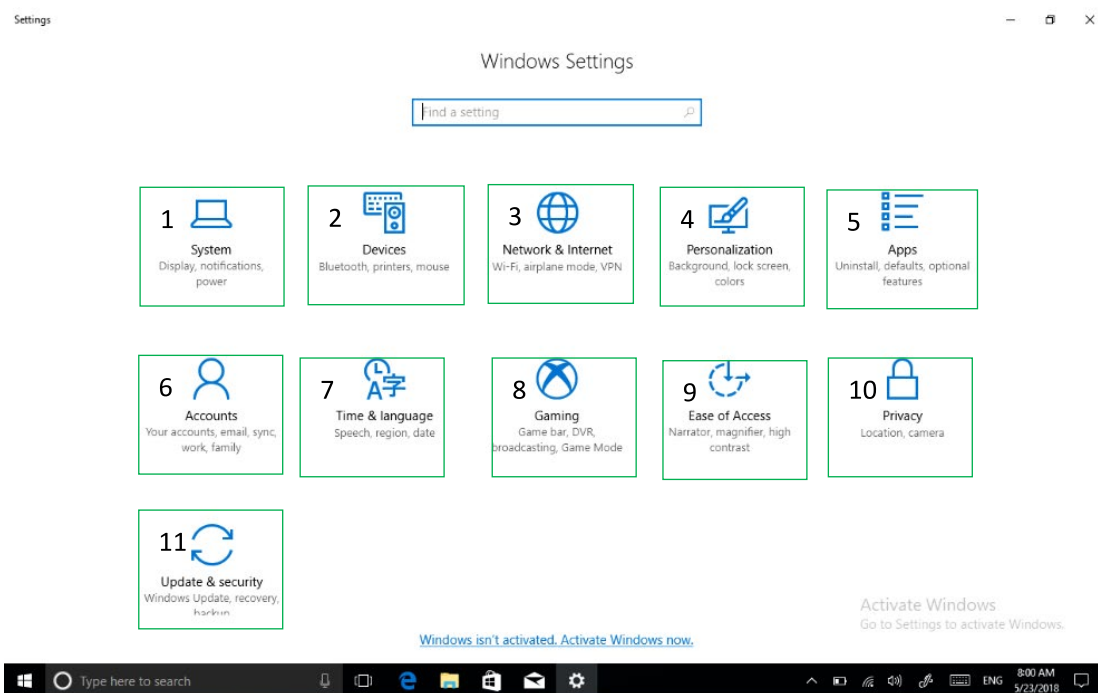 Settings
Windows Settings
Find a setting
1
System
Display, notifications,
power
2
Devices
Bluetooth, printers, mouse
3
Network & Internet
Wi-Fi, airplane mode, VPN
4
Personalization
Background, lock screen,
colors
5
Apps
Uninstall, defaults, optional
features
6
Accounts
Your accounts, email, sync,
work, family
7
Time & language
Speech, region, date
8
Gaming
Game bar, DVR,
broadcasting, Game Mode
9
Ease of Access
Narrator, magnifier, high
contrast
10
Privacy
Location, camera
11
Update & security
Windows Update, recovery,
backup
Activate Windows
Go to Settings to activate Windows.
Windows isn't activated. Activate Windows now.
Type here to search
ENG
8:00 AM
5/23/2018